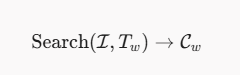 Search(ℐ, T_w) → 𝒞_w